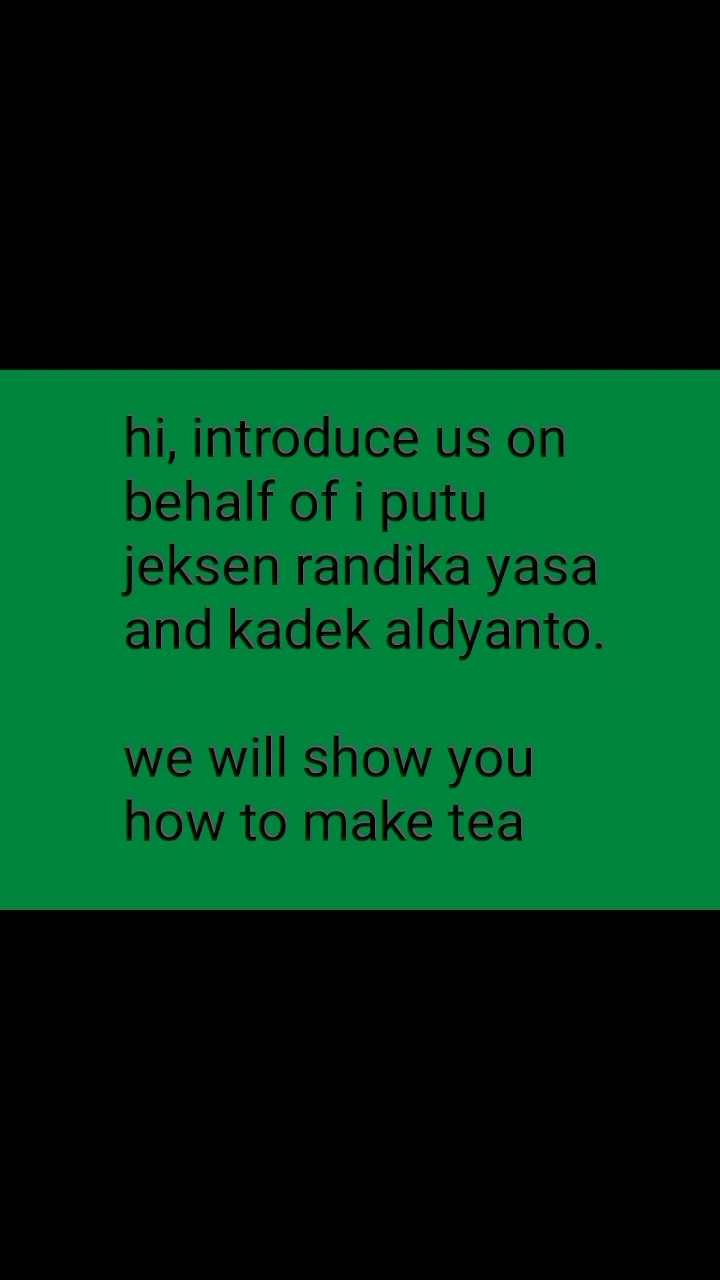 hi, introduce us on
behalf of i putu
jeksen randika yasa
and kadek aldyanto.
we will show you
how to make tea